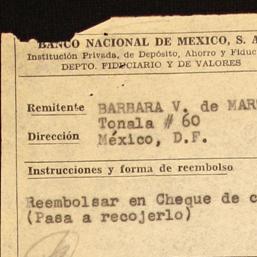 BANCO NACIONAL DE MEXICO, S. A
Institución Privada, de Depósito, Ahorro y Fiduc
DEPTO. FIDUCIARIO Y DE VALORES
Remitente BARBARA V. de MAR
Tonala # 60
Dirección México, D.F.
Instrucciones y forma de reembolso
Reembolsar en Cheque de c
(Pasa a recojerlo)